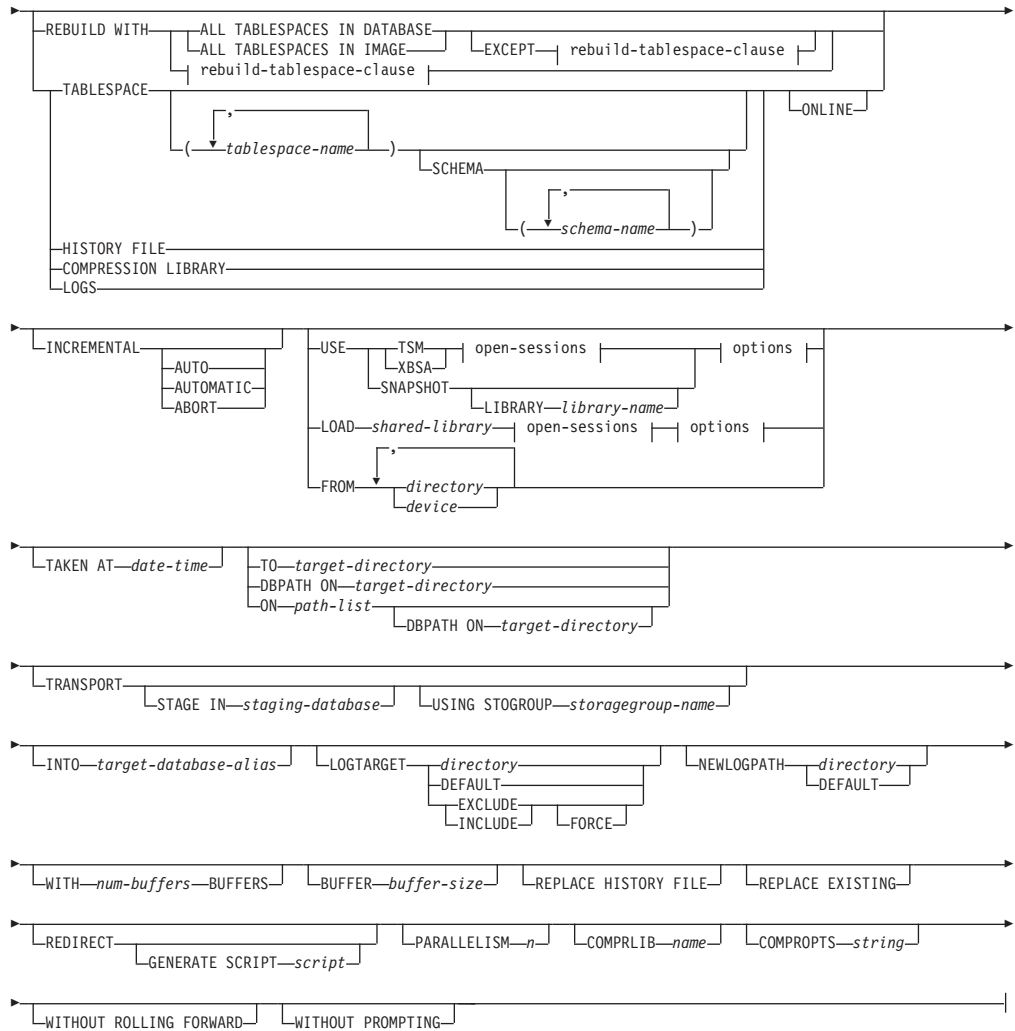 REBUILD WITH ALL TABLESPACES IN DATABASE
ALL TABLESPACES IN IMAGE EXCEPT rebuild-tablespace-clause
rebuild-tablespace-clause
TABLESPACE
ONLINE
,
( tablespace-name )
SCHEMA
,
( schema-name )
HISTORY FILE
COMPRESSION LIBRARY
LOGS
INCREMENTAL
AUTO
AUTOMATIC
ABORT
USE TSM open-sessions options
XBSA
SNAPSHOT
LIBRARY library-name
LOAD shared-library open-sessions options
,
FROM directory
device
TAKEN AT date-time
TO target-directory
DBPATH ON target-directory
ON path-list
DBPATH ON target-directory
TRANSPORT
STAGE IN staging-database USING STOGROUP storagegroup-name
INTO target-database-alias LOGTARGET directory NEWLOGPATH directory
DEFAULT DEFAULT
EXCLUDE
INCLUDE FORCE
WITH num-buffers BUFFERS BUFFER buffer-size REPLACE HISTORY FILE REPLACE EXISTING
REDIRECT PARALLELISM n COMPRLIB name COMPROPTS string
GENERATE SCRIPT script
WITHOUT ROLLING FORWARD WITHOUT PROMPTING